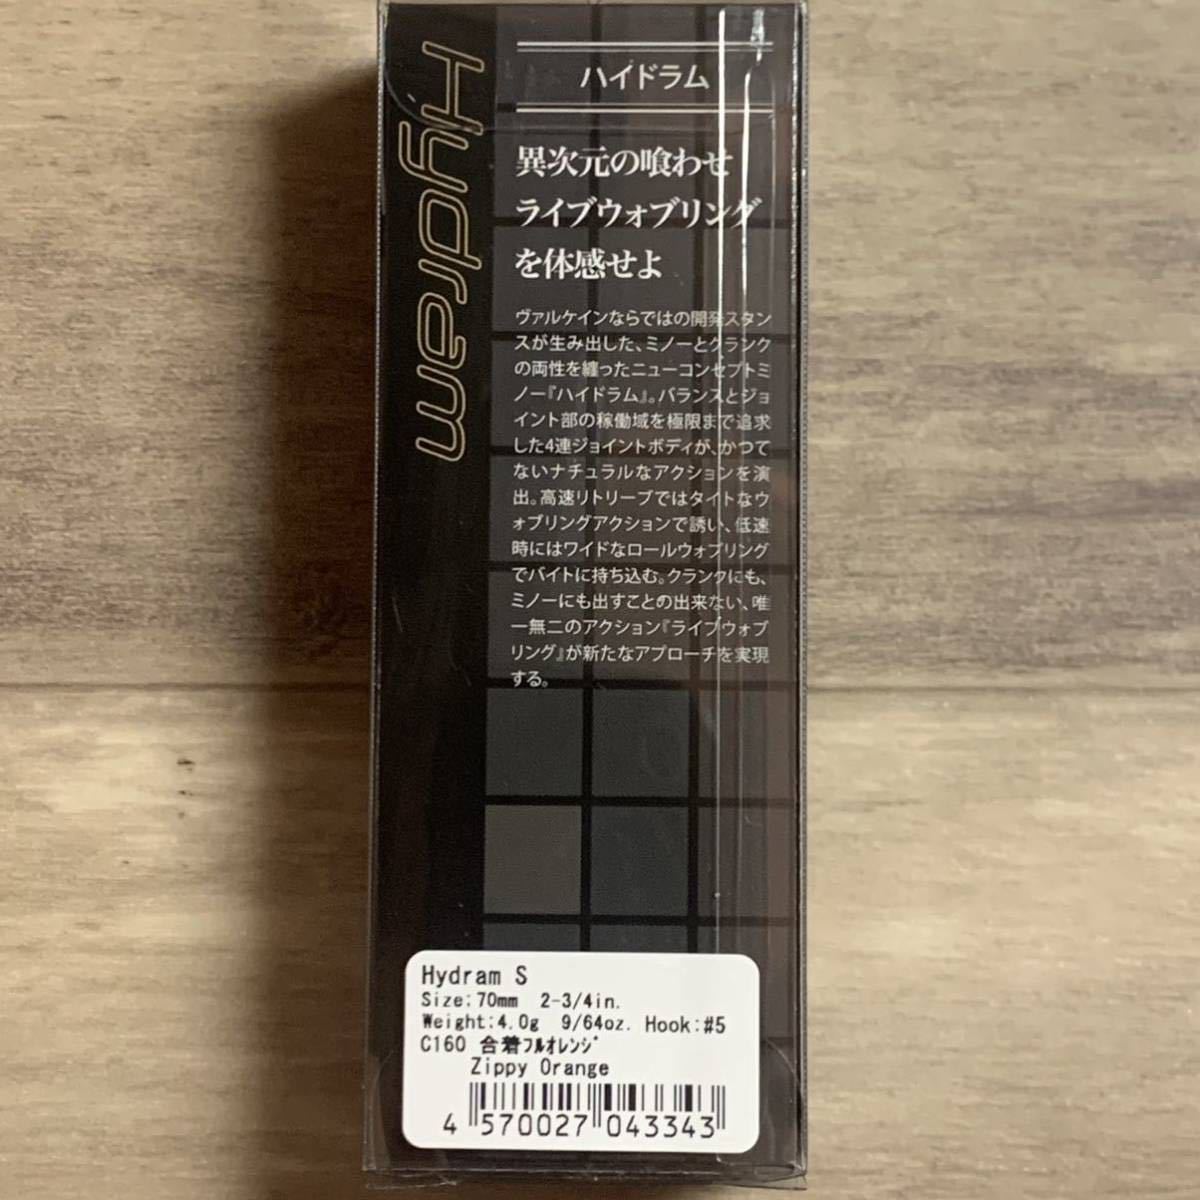 Hydram
ハイドラム
異次元の喰わせ
ライブウォブリング
を体感せよ
ヴァルケインならではの開発スタン
スが生み出した、ミノーとクランク
の両性を纏ったニューコンセプトミ
ノー『ハイドラム』。バランスとジョ
イント部の稼働域を極限まで追求
した4連ジョイントボディが、かつて
ないナチュラルなアクションを演
出。高速リトリーブではタイトなウ
ォブリングアクションで誘い、低速
時にはワイドなロールウォブリング
でバイトに持ち込む。クランクにも、
ミノーにも出すことの出来ない、唯
一無二のアクション『ライブウォブ
リング』が新たなアプローチを実現
する。
Hydram S
Size:70mm 2-3/4in.
Weight:4.0g 9/64oz. Hook:#5
C160 合着ﾌﾙｵﾚﾝｼﾞ
Zippy Orange
4 570027 043343